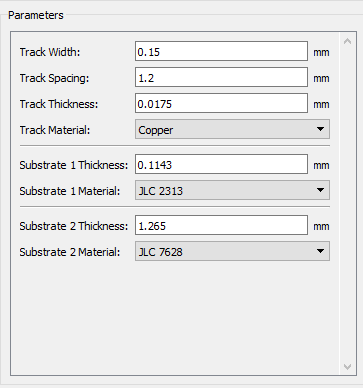 Parameters
Track Width: 0.15 mm
Track Spacing: 1.2 mm
Track Thickness: 0.0175 mm
Track Material: Copper
Substrate 1 Thickness: 0.1143 mm
Substrate 1 Material: JLC 2313
Substrate 2 Thickness: 1.265 mm
Substrate 2 Material: JLC 7628